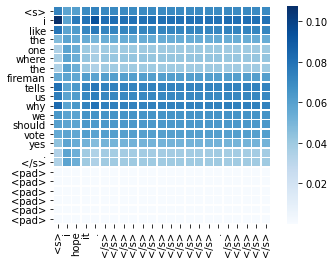 <s>
i
like
the
one
where
the
fireman
tells
us
why
we
should
vote
yes
.
</s>
<pad>
<pad>
<pad>
<pad>
<pad>
<pad>
<s> i hope it . </s> </s> </s> </s> </s> </s> </s> </s> </s> </s> </s> </s> . </s> </s> </s> </s> </s>
0.10
0.08
0.06
0.04
0.02